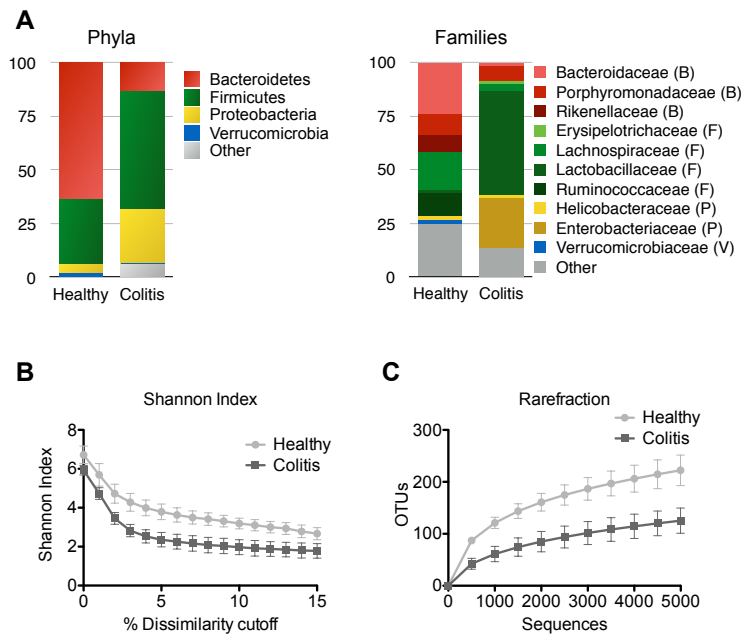 A
Phyla
100
75
50
25
0
Healthy Colitis
Bacteroidetes
Firmicutes
Proteobacteria
Verrucomicrobia
Other
Families
100
75
50
25
0
Healthy Colitis
Bacteroidaceae (B)
Porphyromonadaceae (B)
Rikenellaceae (B)
Erysipelotrichaceae (F)
Lachnospiraceae (F)
Lactobacillaceae (F)
Ruminococcaceae (F)
Helicobacteraceae (P)
Enterobacteriaceae (P)
Verrucomicrobiaceae (V)
Other
B
Shannon Index
Shannon Index
8
6
4
2
0
0 5 10 15
% Dissimilarity cutoff
Healthy
Colitis
C
Rarefraction
OTUs
300
200
100
0
0 1000 2000 3000 4000 5000
Sequences
Healthy
Colitis